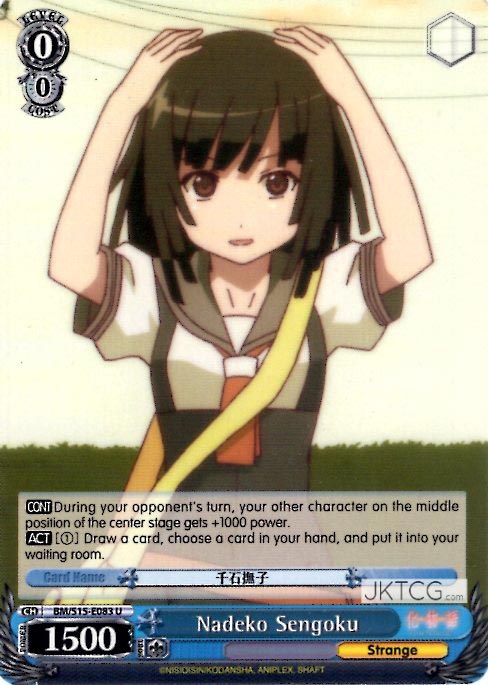 LEVEL
0
0
COST
CONT During your opponent's turn, your other character on the middle
position of the center stage gets +1000 power.
ACT [①] Draw a card, choose a card in your hand, and put it into your
waiting room.
Card Name 千石撫子
JKTCG.com
CH BM/S15-E083 U
Nadeko Sengoku
POWER 1500
Strange
©NISIOISIN/KODANSHA, ANIPLEX, SHAFT